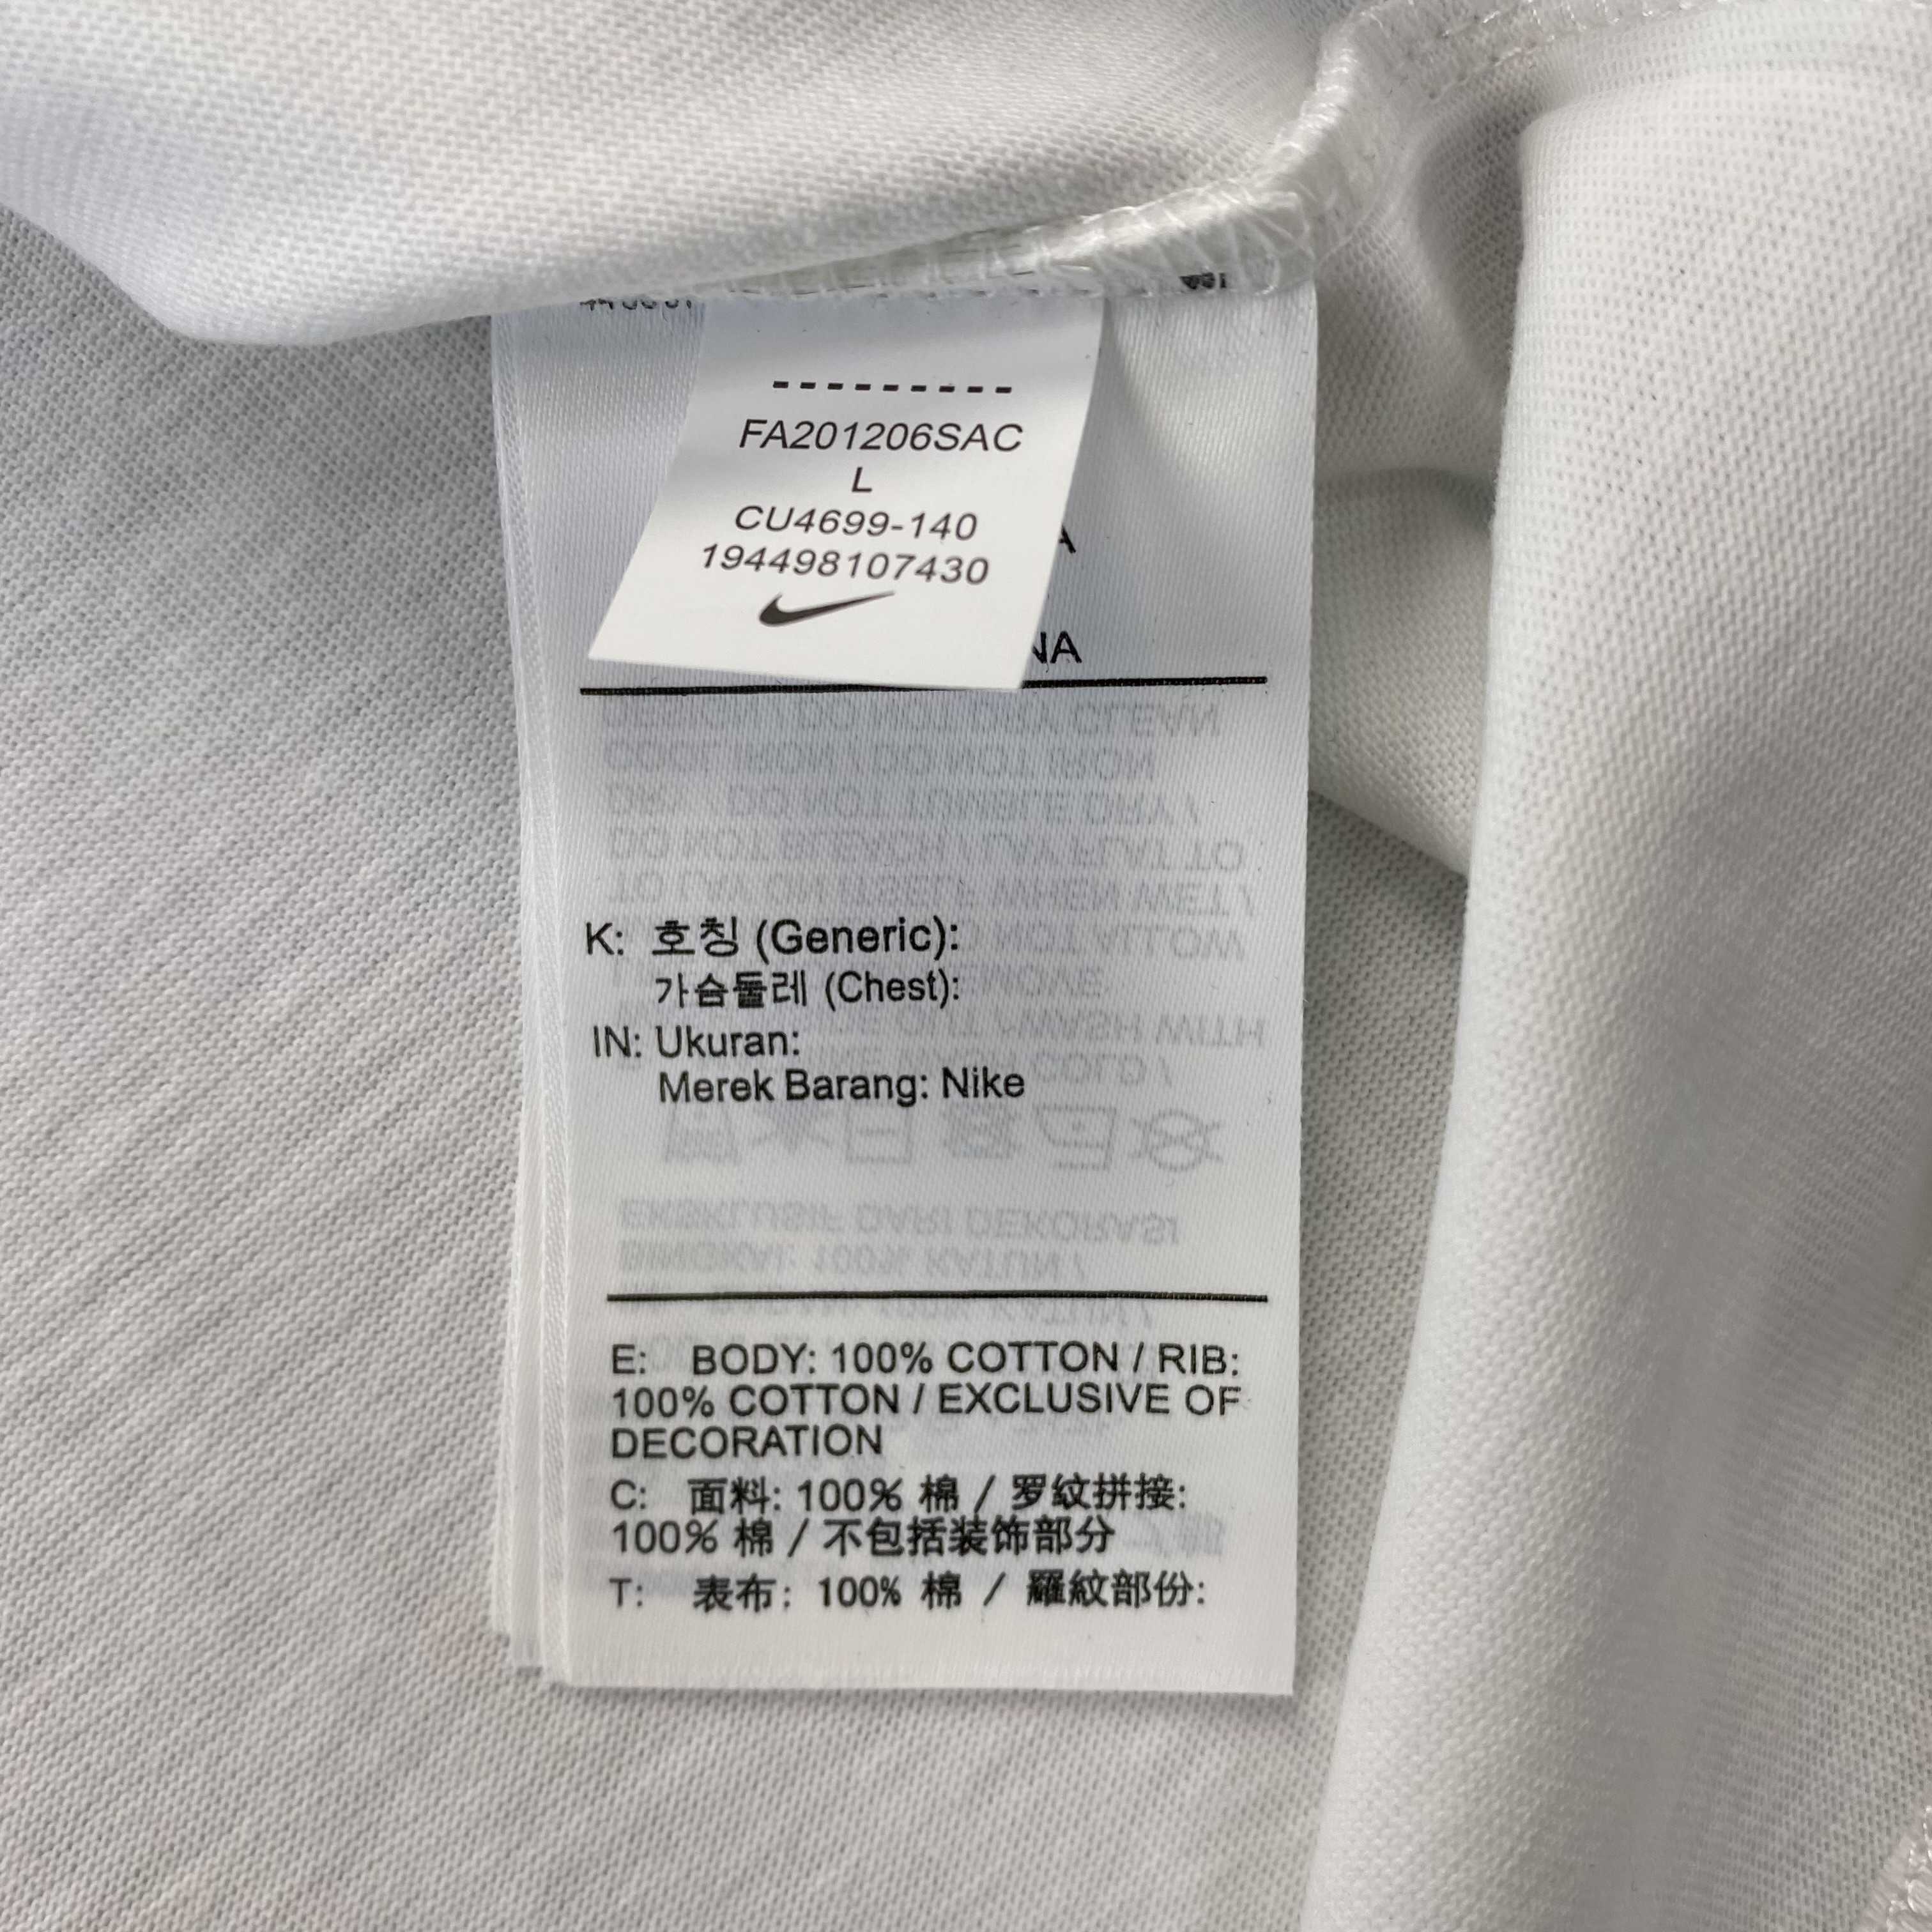 FA201206SAC
L
CU4699-140
194498107430
K: 호칭 (Generic):
가슴둘레 (Chest):
IN: Ukuran:
Merek Barang: Nike
E: BODY: 100% COTTON / RIB:
100% COTTON / EXCLUSIVE OF
DECORATION
C: 面料: 100% 棉 / 罗纹拼接:
100% 棉 / 不包括装饰部分
T: 表布: 100% 棉 / 羅紋部份: